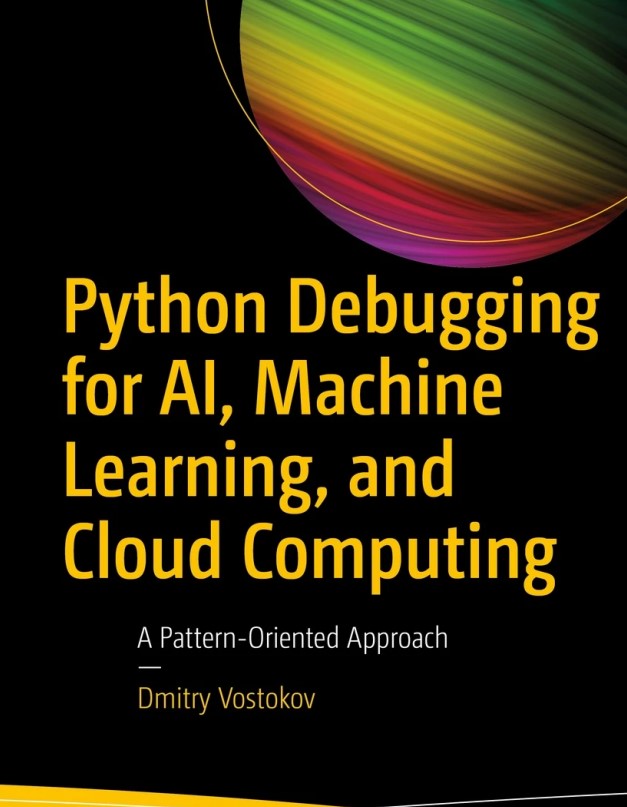 Python Debugging
for AI, Machine
Learning, and
Cloud Computing
A Pattern-Oriented Approach
Dmitry Vostokov